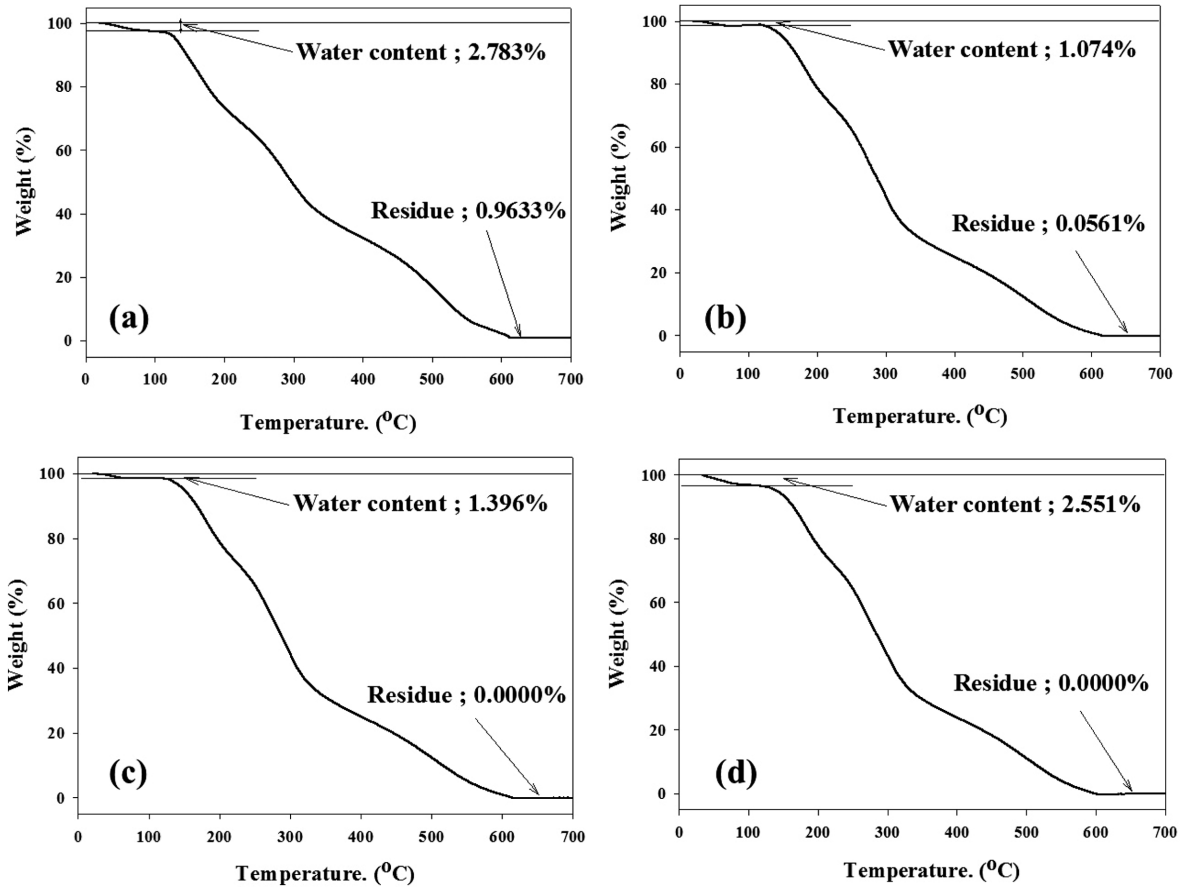 100
80
60
40
20
0
Weight (%)
Water content ; 2.783%
Residue ; 0.9633%
(a)
0 100 200 300 400 500 600 700
Temperature. (°C)
100
80
60
40
20
0
Weight (%)
Water content ; 1.074%
Residue ; 0.0561%
(b)
0 100 200 300 400 500 600 700
Temperature. (°C)
100
80
60
40
20
0
Weight (%)
Water content ; 1.396%
Residue ; 0.0000%
(c)
0 100 200 300 400 500 600 700
Temperature. (°C)
100
80
60
40
20
0
Weight (%)
Water content ; 2.551%
Residue ; 0.0000%
(d)
0 100 200 300 400 500 600 700
Temperature. (°C)